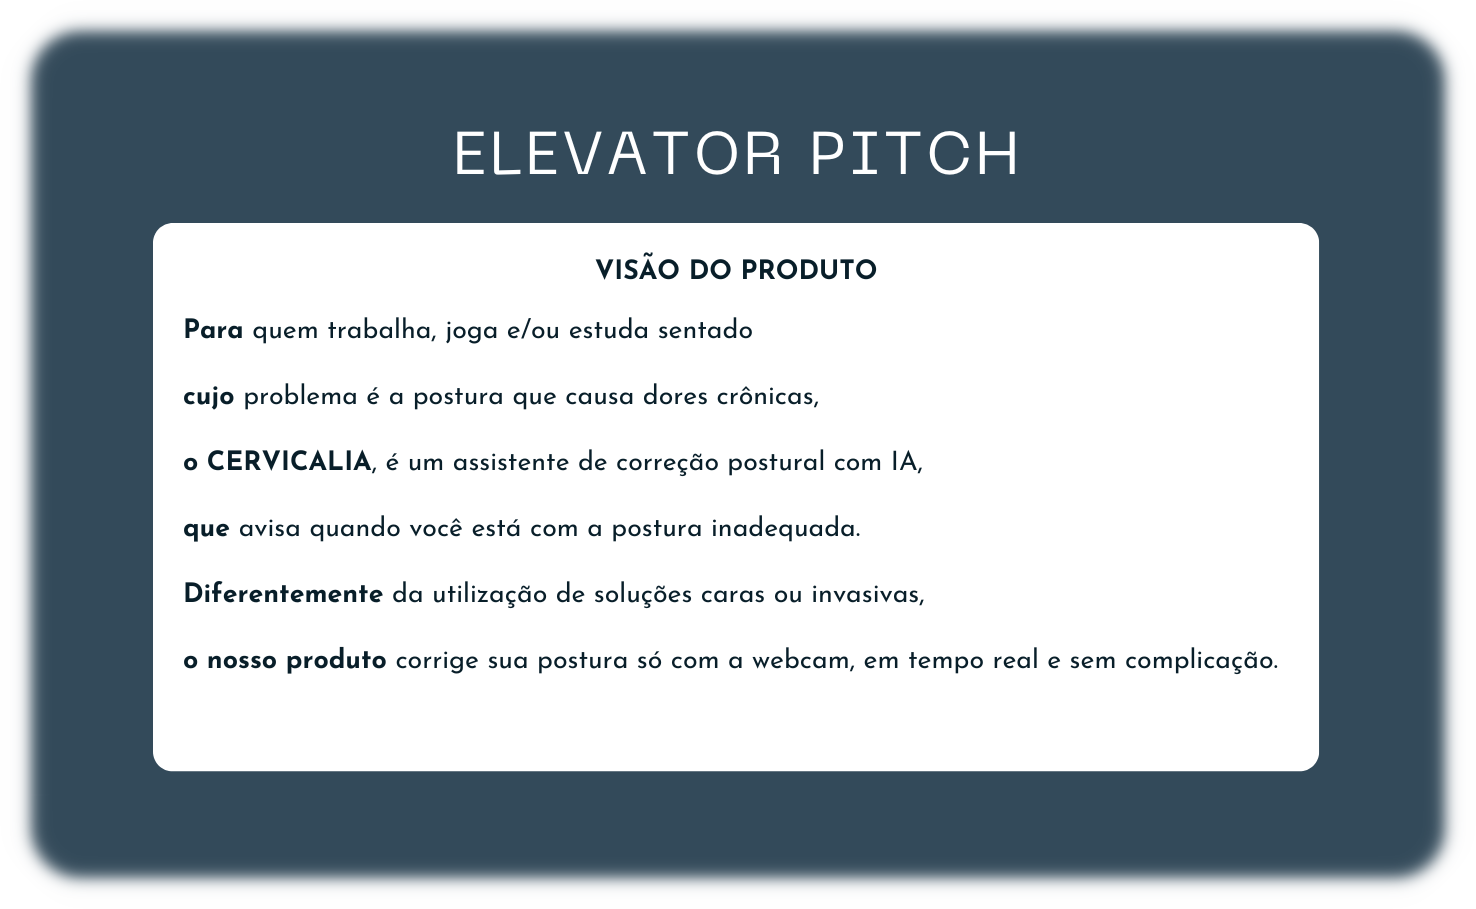 ELEVATOR PITCH
VISÃO DO PRODUTO
Para quem trabalha, joga e/ou estuda sentado
cujo problema é a postura que causa dores crônicas,
o CERVICALIA, é um assistente de correção postural com IA,
que avisa quando você está com a postura inadequada.
Diferentemente da utilização de soluções caras ou invasivas,
o nosso produto corrige sua postura só com a webcam, em tempo real e sem complicação.